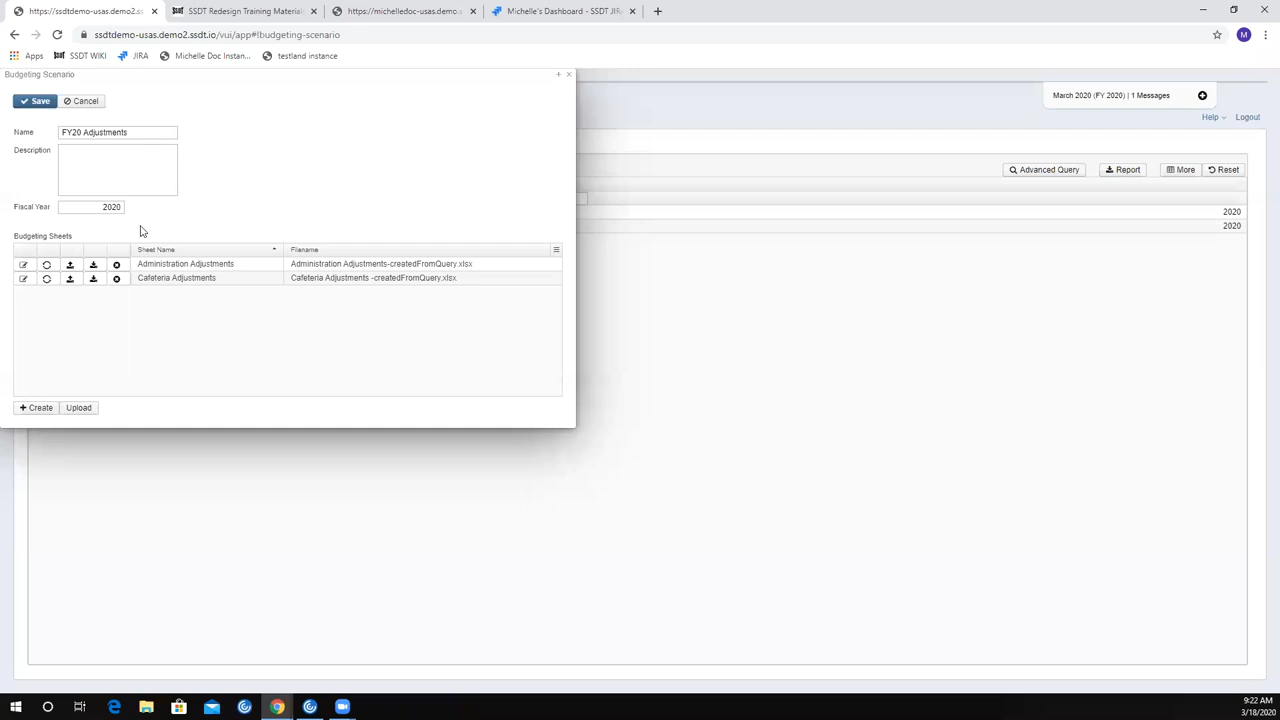 https://ssdtdemo-usas.demo2.ss
SSDT Redesign Training Material
https://michelledoc-usas.demo.
Michelle's Dashboard - SSDT JIR
ssdtdemo-usas.demo2.ssdt.io/vui/app#!budgeting-scenario
M
Apps
SSDT WIKI
JIRA
Michelle Doc Instan...
testland instance
Budgeting Scenario
March 2020 (FY 2020) | 1 Messages
Save
Cancel
Help
Logout
Name
FY20 Adjustments
Description
Advanced Query
Report
More
Reset
Fiscal Year
2020
2020
2020
Budgeting Sheets
Sheet Name
Filename
Administration Adjustments
Administration Adjustments-createdFromQuery.xlsx
Cafeteria Adjustments
Cafeteria Adjustments -createdFromQuery.xlsx
Create
Upload
9:22 AM
3/18/2020